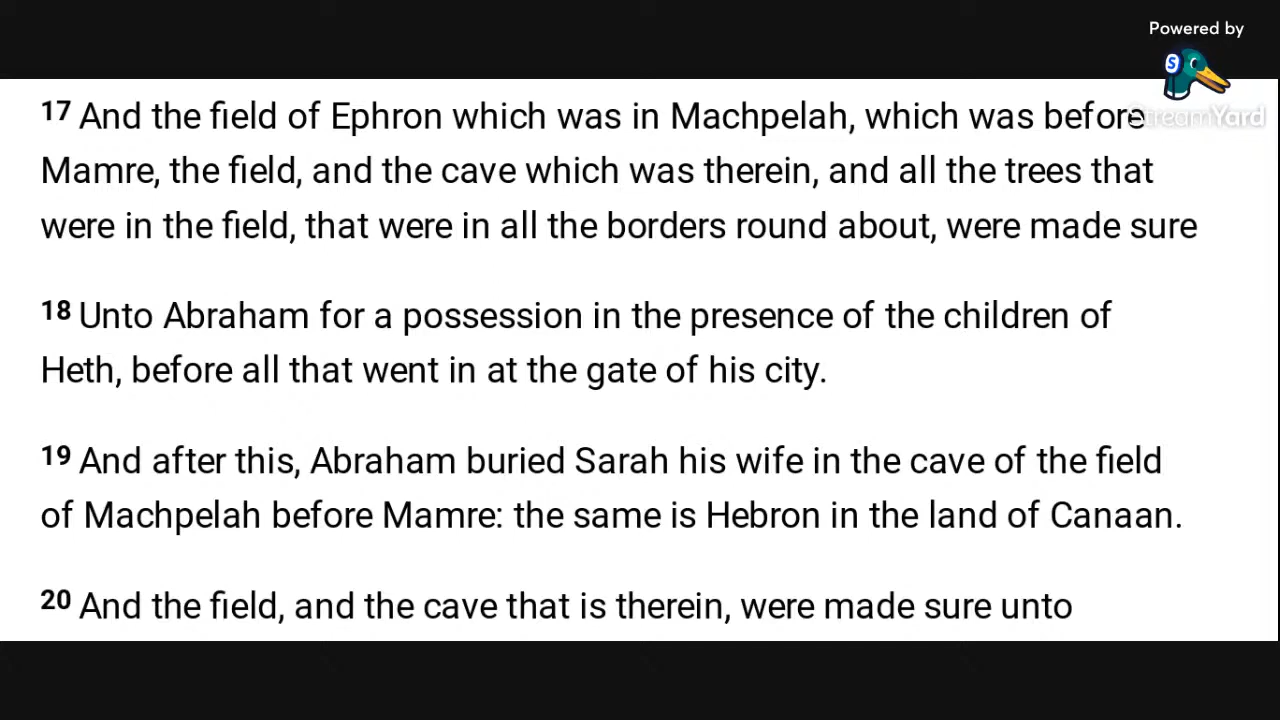 Powered by
S
StreamYard
17 And the field of Ephron which was in Machpelah, which was before
Mamre, the field, and the cave which was therein, and all the trees that
were in the field, that were in all the borders round about, were made sure
18 Unto Abraham for a possession in the presence of the children of
Heth, before all that went in at the gate of his city.
19 And after this, Abraham buried Sarah his wife in the cave of the field
of Machpelah before Mamre: the same is Hebron in the land of Canaan.
20 And the field, and the cave that is therein, were made sure unto